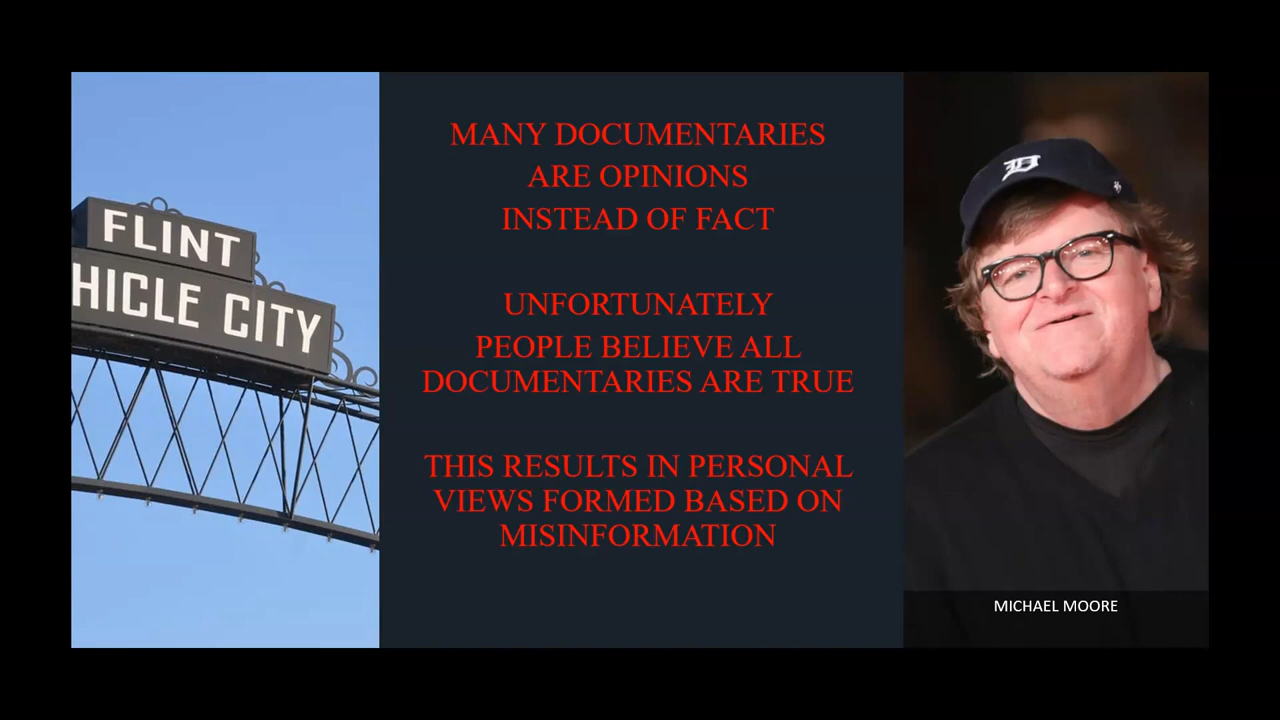 FLINT
HICLE CITY
MANY DOCUMENTARIES
ARE OPINIONS
INSTEAD OF FACT
UNFORTUNATELY
PEOPLE BELIEVE ALL
DOCUMENTARIES ARE TRUE
THIS RESULTS IN PERSONAL
VIEWS FORMED BASED ON
MISINFORMATION
D
MICHAEL MOORE